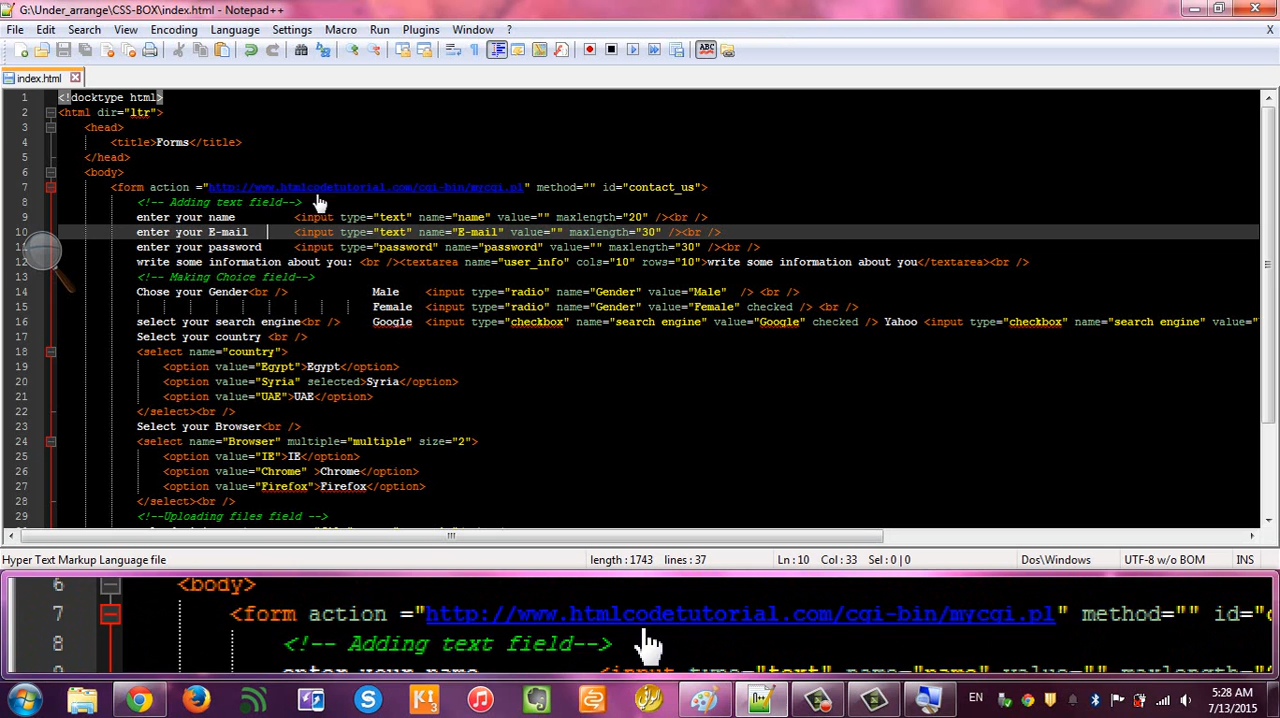 G:\Under_arrange\CSS-BOX\index.html - Notepad++
File Edit Search View Encoding Language Settings Macro Run Plugins Window ? X
ABC
index.html
1 <!docktype html>
2 <html dir="ltr">
3 <head>
4 <title>Forms</title>
5 </head>
6 <body>
7 <form action ="http://www.htmlcodetutorial.com/cgi-bin/mycgi.pl" method="" id="contact_us">
8 <!-- Adding text field-->
9 enter your name <input type="text" name="name" value="" maxlength="20" /><br />
10 enter your E-mail <input type="text" name="E-mail" value="" maxlength="30" /><br />
11 enter your password <input type="password" name="password" value="" maxlength="30" /><br />
12 write some information about you: <br /><textarea name="user_info" cols="10" rows="10">write some information about you</textarea><br />
13 <!-- Making Choice field-->
14 Chose your Gender<br /> Male <input type="radio" name="Gender" value="Male" /> <br />
15 Female <input type="radio" name="Gender" value="Female" checked /> <br />
16 select your search engine<br /> Google <input type="checkbox" name="search engine" value="Google" checked /> Yahoo <input type="checkbox" name="search engine" value="
17 Select your country <br />
18 <select name="country">
19 <option value="Egypt">Egypt</option>
20 <option value="Syria" selected>Syria</option>
21 <option value="UAE">UAE</option>
22 </select><br />
23 Select your Browser<br />
24 <select name="Browser" multiple="multiple" size="2">
25 <option value="IE">IE</option>
26 <option value="Chrome" >Chrome</option>
27 <option value="Firefox">Firefox</option>
28 </select><br />
29 <!--Uploading files field -->
Hyper Text Markup Language file length : 1743 lines : 37 Ln : 10 Col : 33 Sel : 0 | 0 Dos\Windows UTF-8 w/o BOM INS
6 <body>
7 <form action ="http://www.htmlcodetutorial.com/cgi-bin/mycgi.pl" method="" id="c
8 <!-- Adding text field-->
9 enter your name <input type="text" name="name" value="" maxlength="
EN 5:28 AM
7/13/2015